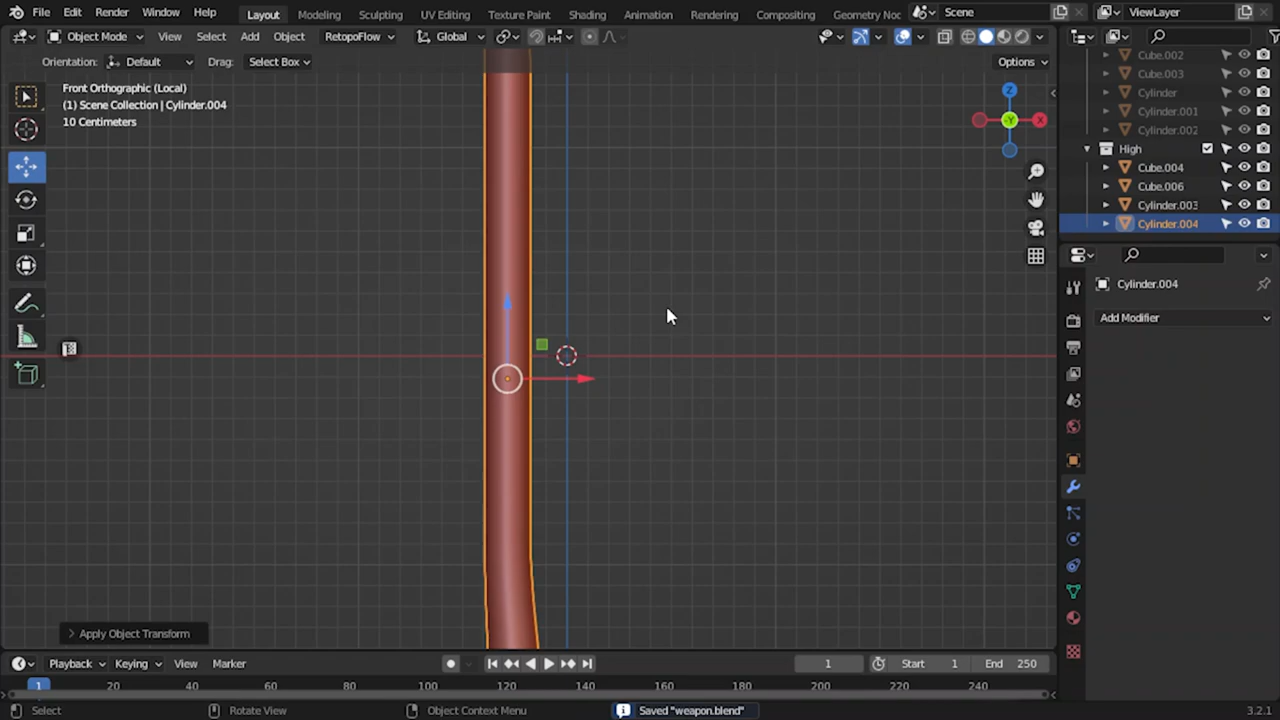 File Edit Render Window Help Layout Modeling Sculpting UV Editing Texture Paint Shading Animation Rendering Compositing Geometry Noc Scene ViewLayer
Object Mode View Select Add Object RetopoFlow Global
Orientation: Default Drag: Select Box Options
Front Orthographic (Local)
(1) Scene Collection | Cylinder.004
10 Centimeters
Z
-Y
X
Cube.002
Cube.003
Cylinder
Cylinder.001
Cylinder.002
High
Cube.004
Cube.006
Cylinder.003
Cylinder.004
Cylinder.004
Add Modifier
Apply Object Transform
Playback Keying View Marker 1 Start 1 End 250
1 20 40 60 80 100 120 140 160 180 200 220 240
Select Rotate View Object Context Menu Saved "weapon.blend" 3.2.1